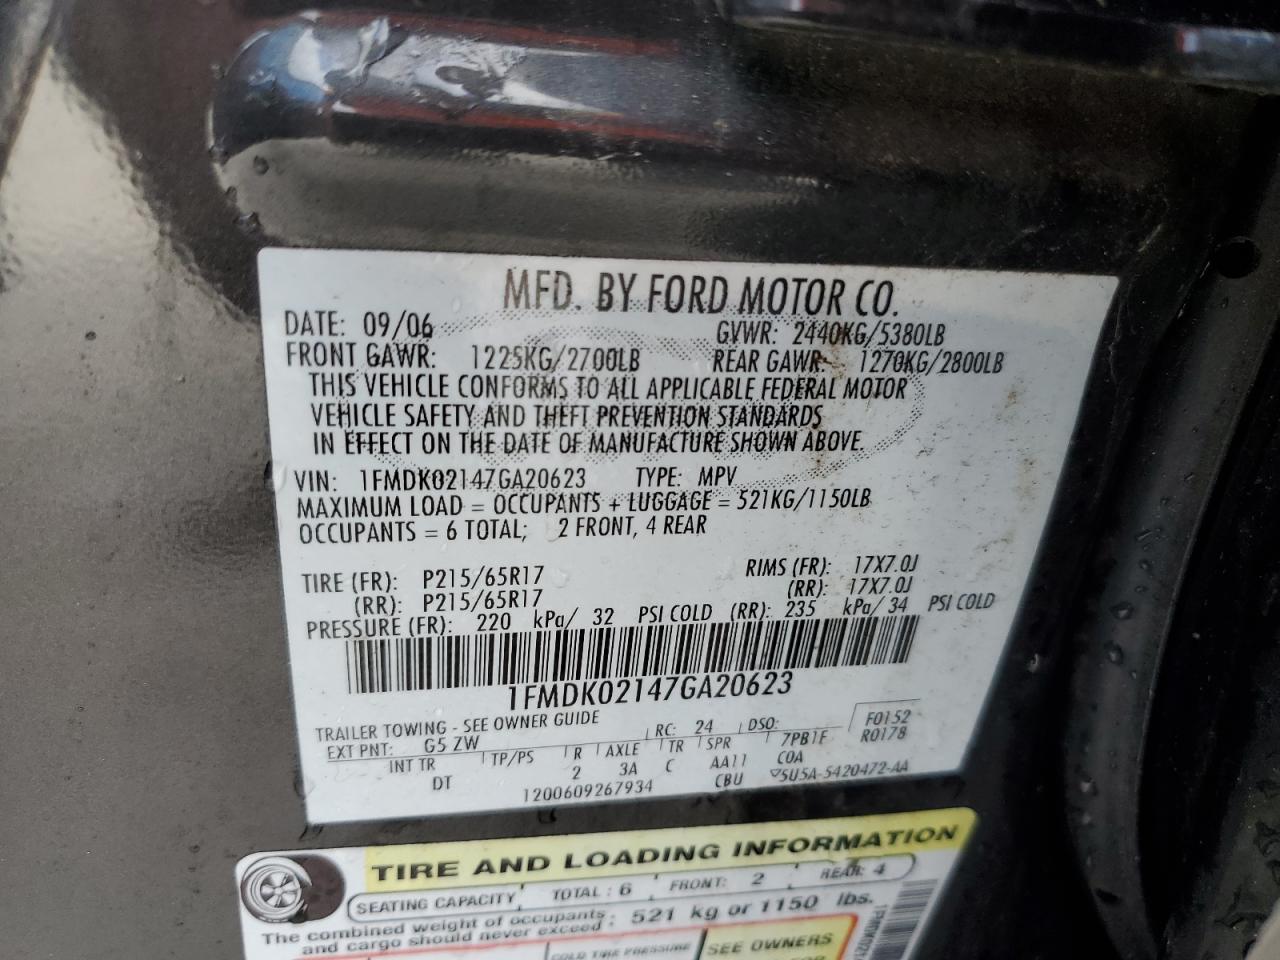 MFD. BY FORD MOTOR CO.
DATE: 09/06 GVWR: 2440KG/5380LB
FRONT GAWR: 1225KG/2700LB REAR GAWR: 1270KG/2800LB
THIS VEHICLE CONFORMS TO ALL APPLICABLE FEDERAL MOTOR
VEHICLE SAFETY AND THEFT PREVENTION STANDARDS
IN EFFECT ON THE DATE OF MANUFACTURE SHOWN ABOVE.
VIN: 1FMDK02147GA20623 TYPE: MPV
MAXIMUM LOAD = OCCUPANTS + LUGGAGE = 521KG/1150LB
OCCUPANTS = 6 TOTAL; 2 FRONT, 4 REAR
TIRE (FR): P215/65R17 RIMS (FR): 17X7.0J
(RR): P215/65R17 (RR): 17X7.0J
PRESSURE (FR): 220 kPa/ 32 PSI COLD (RR): 235 kPa/ 34 PSI COLD
1FMDK02147GA20623
TRAILER TOWING - SEE OWNER GUIDE
EXT PNT: G5 ZW RC: 24 DSO: F0152
INT TR TP/PS R AXLE TR SPR 7PB1F R0178
DT 2 3A C AA11 COA
1200609267934 CBU 5U5A-5420472-AA
TIRE AND LOADING INFORMATION
SEATING CAPACITY TOTAL : 6 FRONT: 2 REAR: 4
The combined weight of occupants and cargo should never exceed : 521 kg or 1150 lbs.
COLD TIRE PRESSURE SEE OWNERS